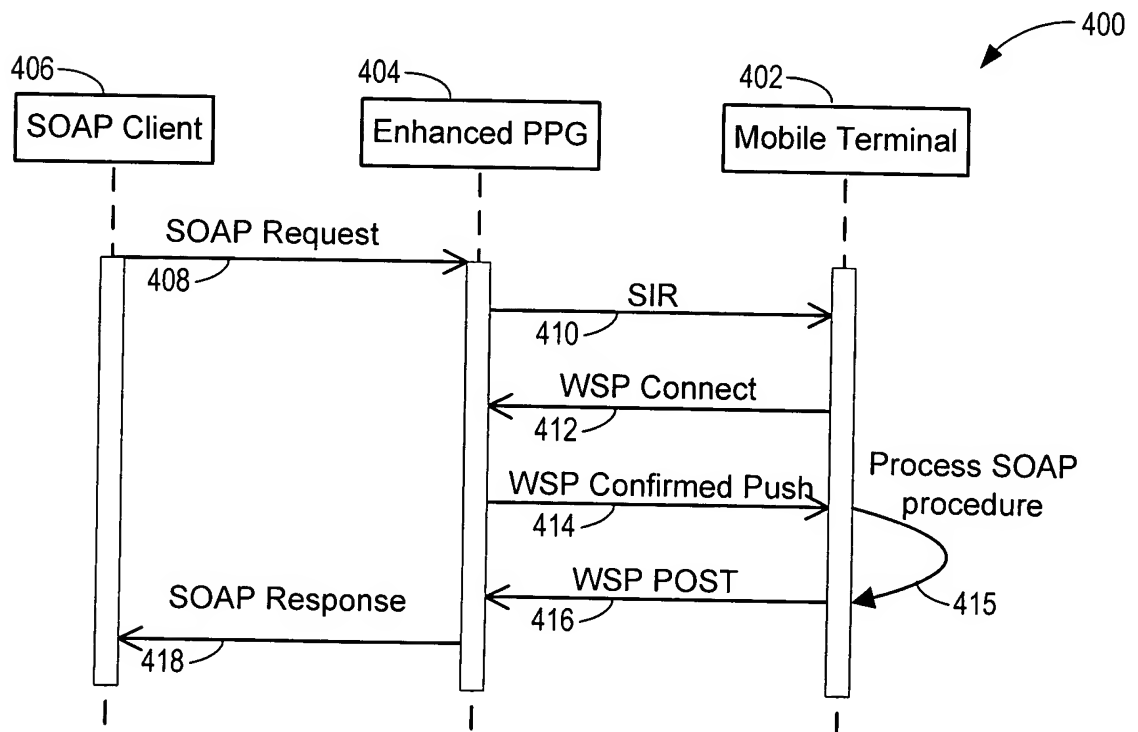 400
406
404
402
SOAP Client
Enhanced PPG
Mobile Terminal
SOAP Request
408
SIR
410
WSP Connect
412
Process SOAP
procedure
WSP Confirmed Push
414
415
WSP POST
416
SOAP Response
418